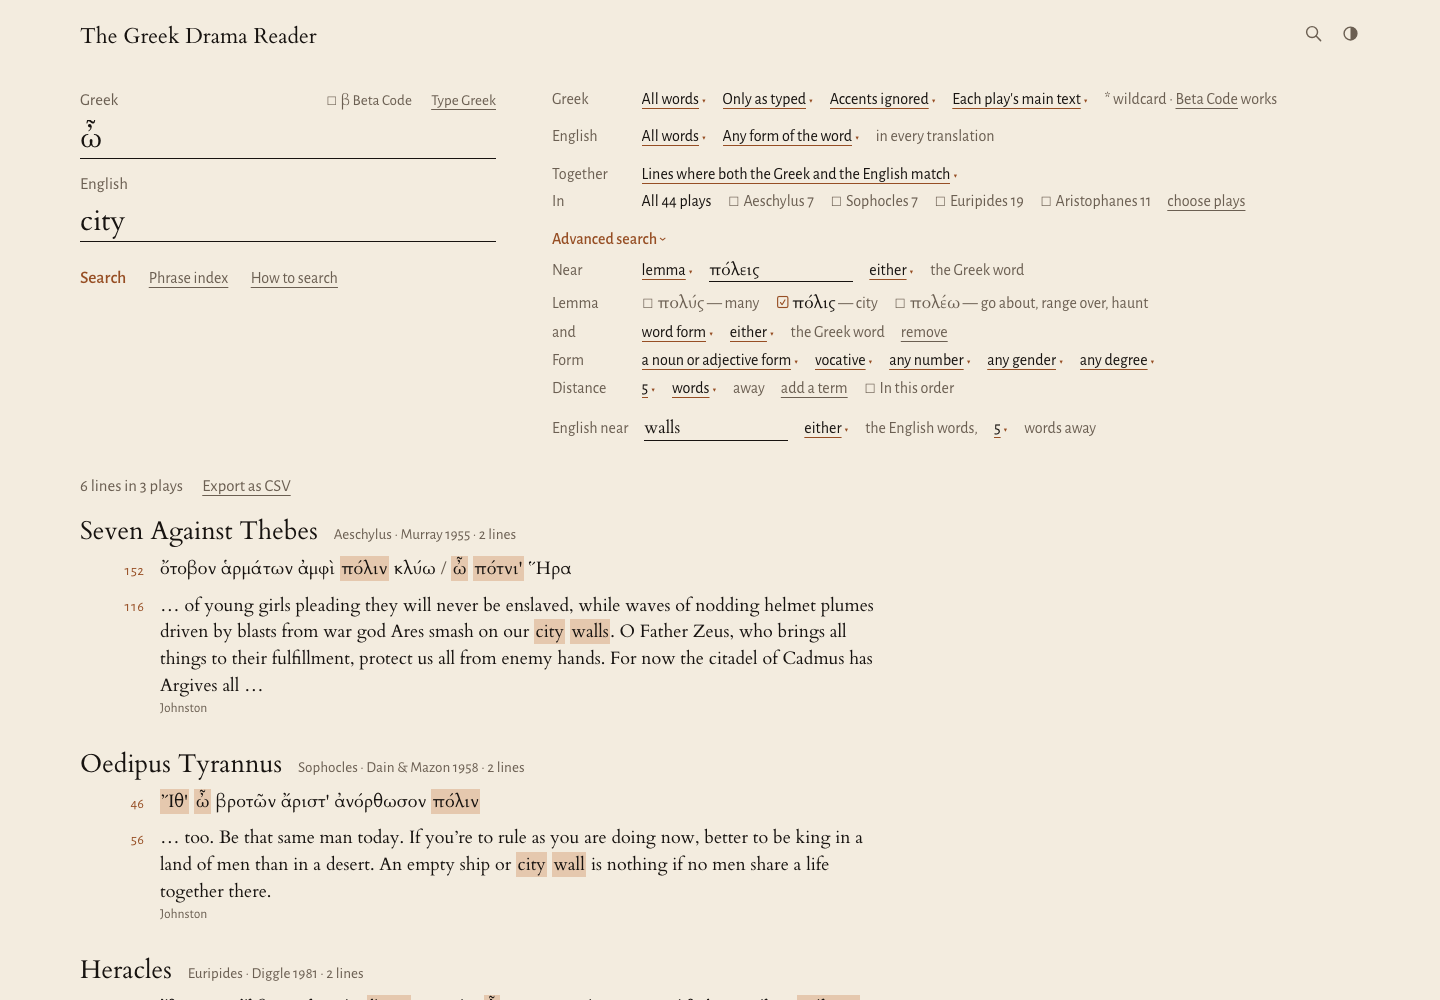 The Greek Drama Reader
Greek β Beta Code Type Greek
ὦ
English
city
Search Phrase index How to search
Greek All words Only as typed Accents ignored Each play's main text * wildcard · Beta Code works
English All words Any form of the word in every translation
Together Lines where both the Greek and the English match
In All 44 plays Aeschylus 7 Sophocles 7 Euripides 19 Aristophanes 11 choose plays
Advanced search
Near lemma πόλεις either the Greek word
Lemma πολύς — many πόλις — city πολέω — go about, range over, haunt
and word form either the Greek word remove
Form a noun or adjective form vocative any number any gender any degree
Distance 5 words away add a term In this order
English near walls either the English words, 5 words away
6 lines in 3 plays Export as CSV
Seven Against Thebes Aeschylus · Murray 1955 · 2 lines
152 ὄτοβον ἁρμάτων ἀμφὶ πόλιν κλύω / ὦ πότνι' Ἥρα
116 … of young girls pleading they will never be enslaved, while waves of nodding helmet plumes
driven by blasts from war god Ares smash on our city walls. O Father Zeus, who brings all
things to their fulfillment, protect us all from enemy hands. For now the citadel of Cadmus has
Argives all …
Johnston
Oedipus Tyrannus Sophocles · Dain & Mazon 1958 · 2 lines
46 Ἴθ' ὦ βροτῶν ἄριστ' ἀνόρθωσον πόλιν
56 … too. Be that same man today. If you’re to rule as you are doing now, better to be king in a
land of men than in a desert. An empty ship or city wall is nothing if no men share a life
together there.
Johnston
Heracles Euripides · Diggle 1981 · 2 lines